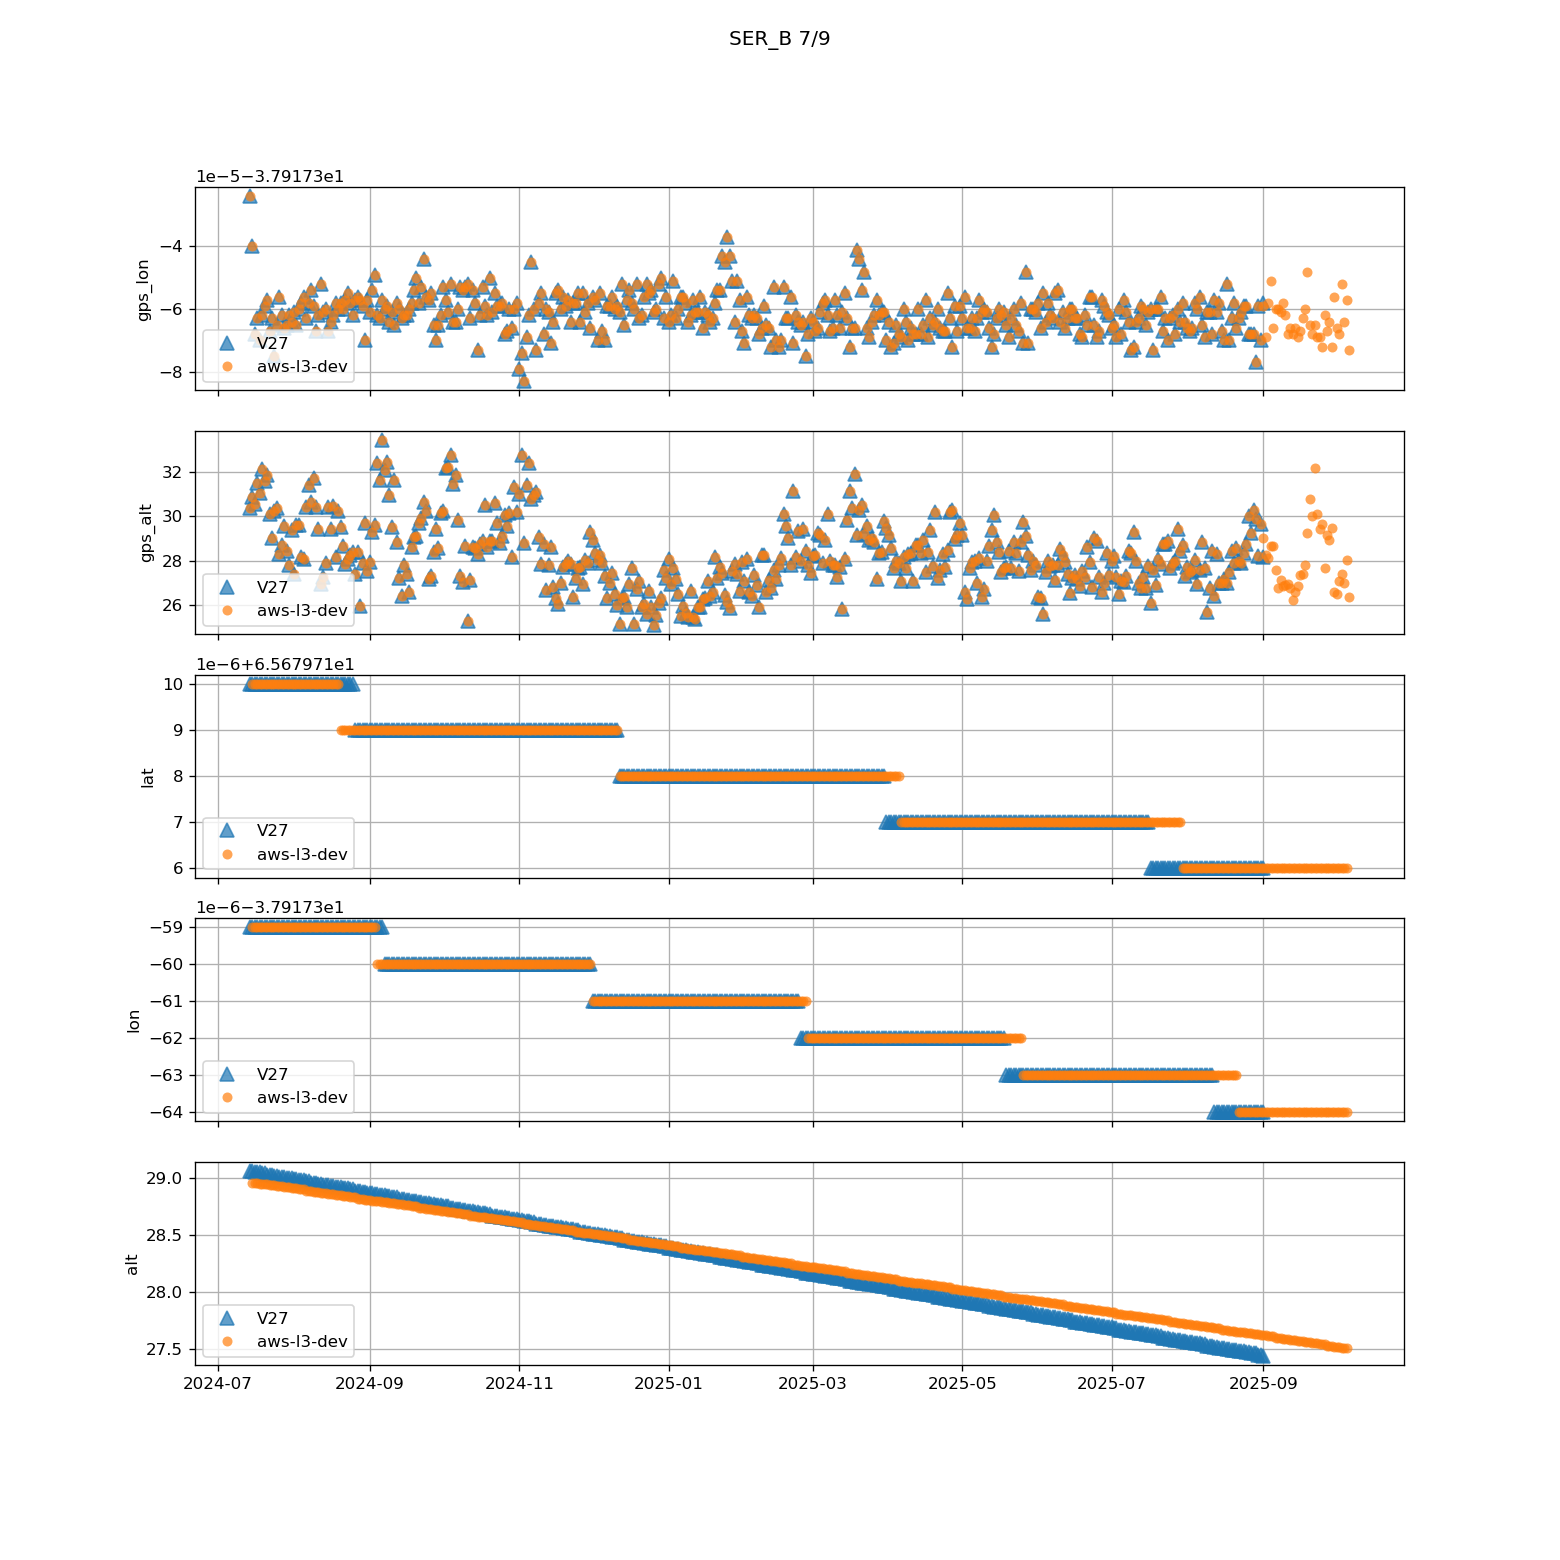 SER_B 7/9
1e−5−3.79173e1
−4
−6
−8
gps_lon
V27
aws-l3-dev
32
30
28
26
gps_alt
V27
aws-l3-dev
1e−6+6.567971e1
10
9
8
7
6
lat
V27
aws-l3-dev
1e−6−3.79173e1
−59
−60
−61
−62
−63
−64
lon
V27
aws-l3-dev
29.0
28.5
28.0
27.5
alt
V27
aws-l3-dev
2024-07 2024-09 2024-11 2025-01 2025-03 2025-05 2025-07 2025-09